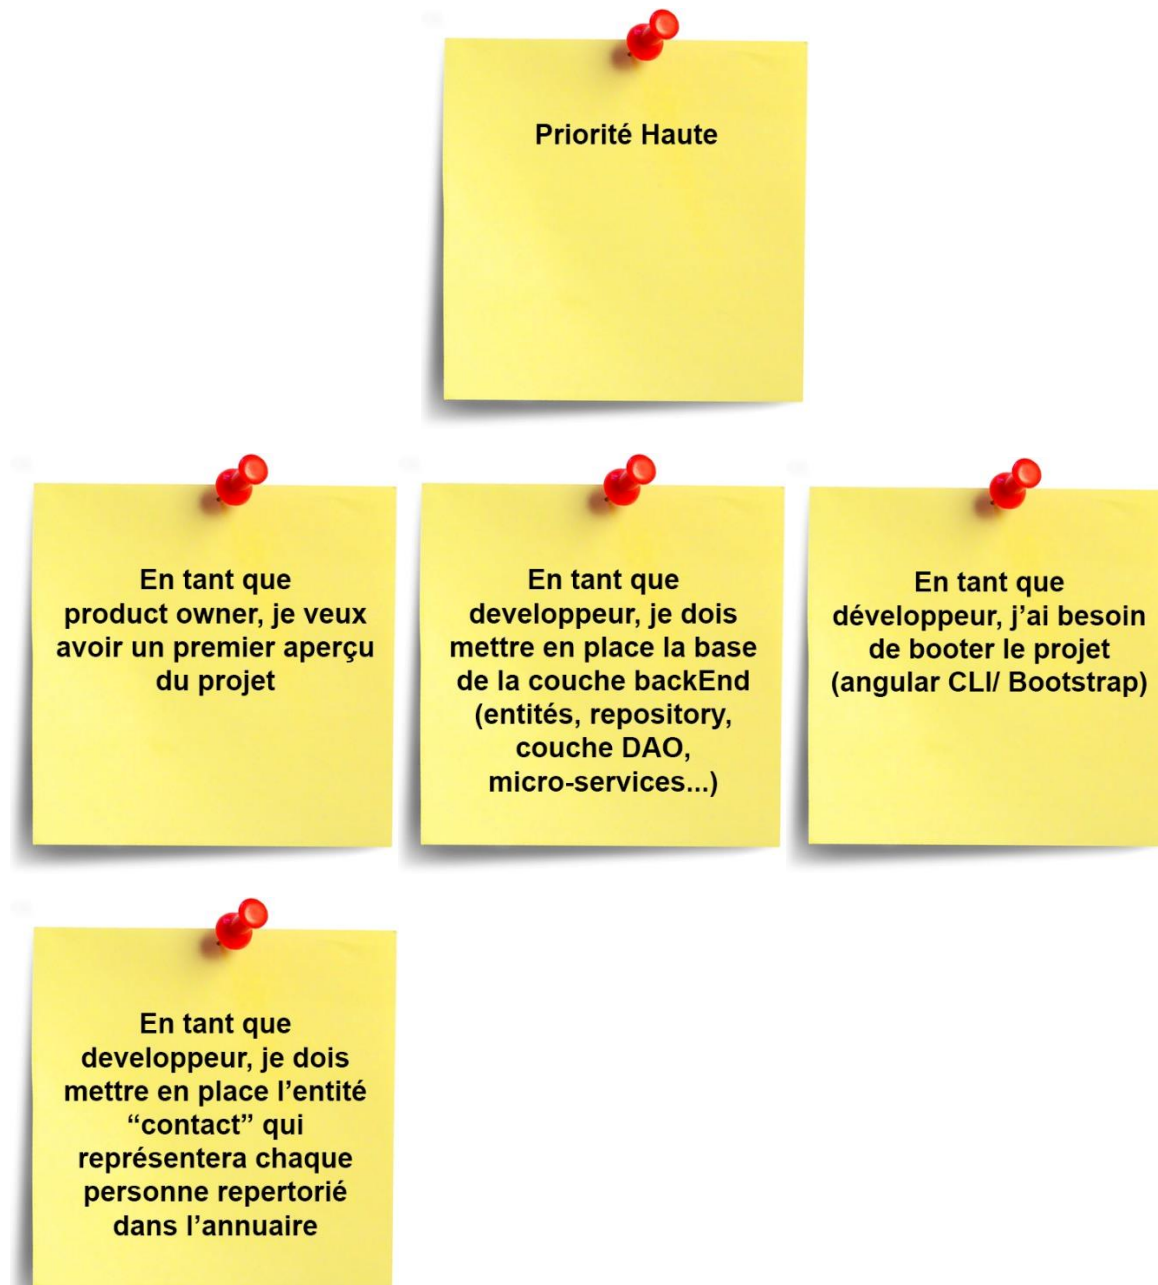 Priorité Haute
En tant que
product owner, je veux
avoir un premier aperçu
du projet
En tant que
developpeur, je dois
mettre en place la base
de la couche backEnd
(entités, repository,
couche DAO,
micro-services...)
En tant que
développeur, j’ai besoin
de booter le projet
(angular CLI/ Bootstrap)
En tant que
developpeur, je dois
mettre en place l’entité
“contact” qui
représentera chaque
personne repertorié
dans l’annuaire